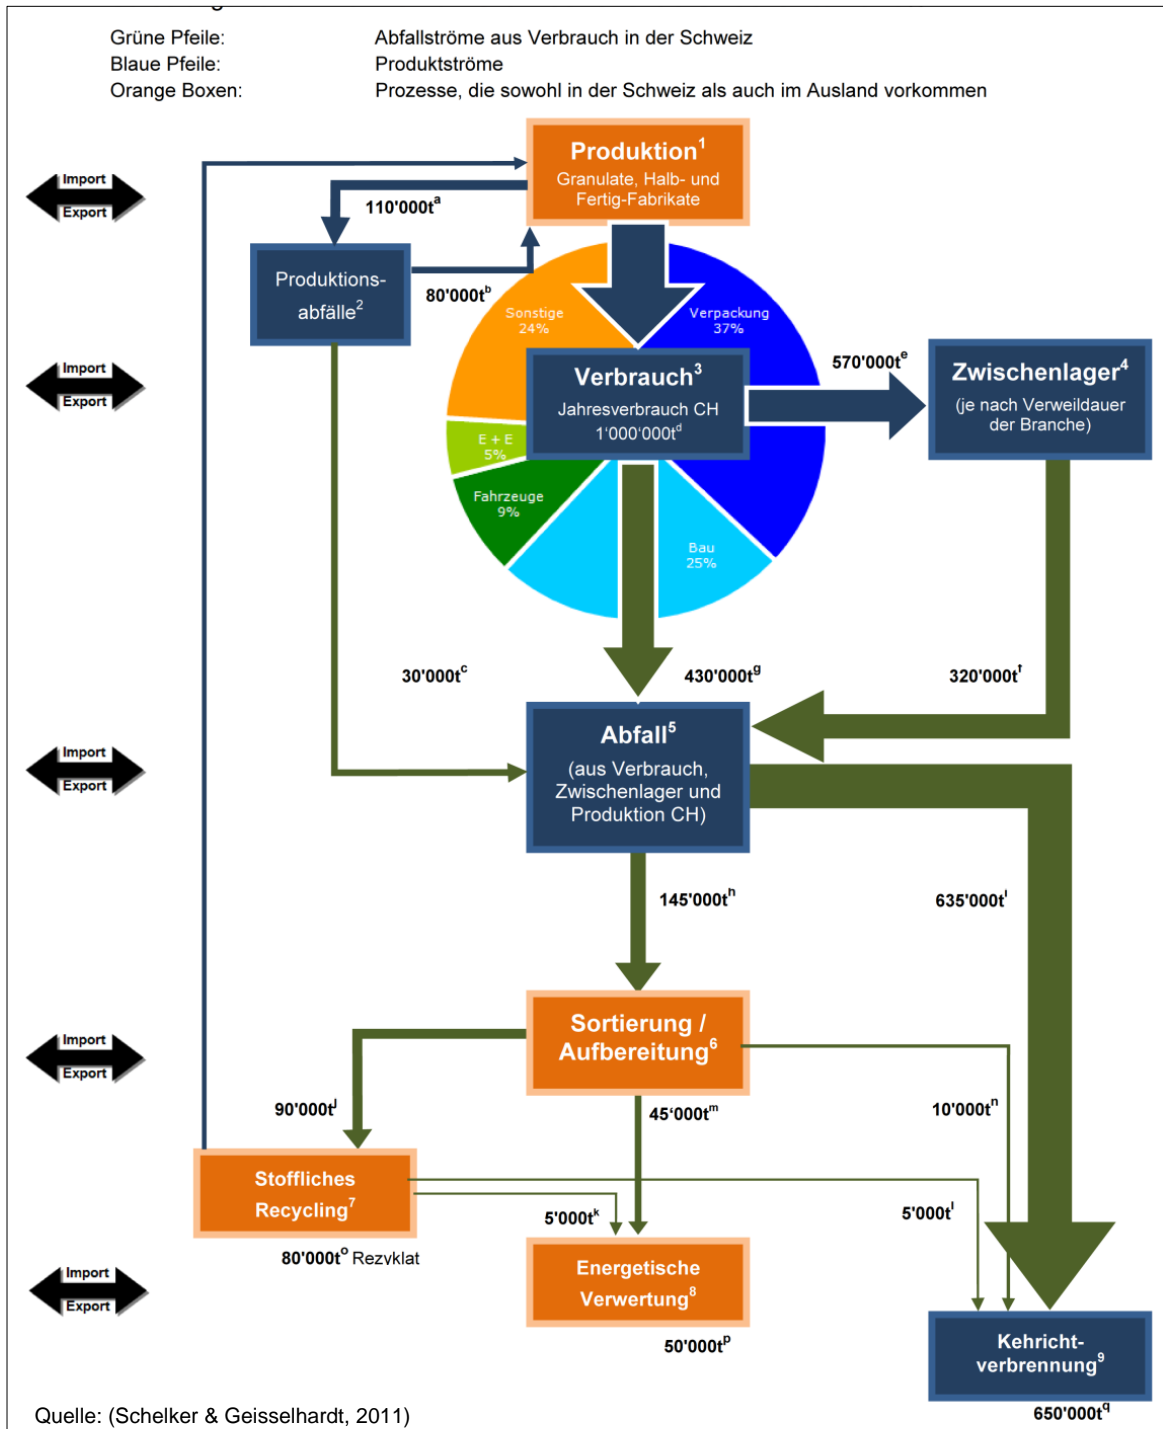 Grüne Pfeile: Abfallströme aus Verbrauch in der Schweiz
Blaue Pfeile: Produktströme
Orange Boxen: Prozesse, die sowohl in der Schweiz als auch im Ausland vorkommen
Produktion1
Granulate, Halb- und
Fertig-Fabrikate
Import
Export
110'000ta
Produktions-
abfälle2
80'000tb
Sonstige
24%
Verpackung
37%
Import
Export
Verbrauch3
Jahresverbrauch CH
1‘000‘000td
570'000te
Zwischenlager4
(je nach Verweildauer
der Branche)
E + E
5%
Fahrzeuge
9%
Bau
25%
30'000tc
430'000tg
320'000tf
Import
Export
Abfall5
(aus Verbrauch,
Zwischenlager und
Produktion CH)
145'000th
635'000ti
Import
Export
Sortierung /
Aufbereitung6
90'000tj
45‘000tm
10'000tn
Stoffliches
Recycling7
5'000tk
5'000tl
80'000to Rezyklat
Import
Export
Energetische
Verwertung8
50'000tp
Kehricht-
verbrennung9
650'000tq
Quelle: (Schelker & Geisselhardt, 2011)